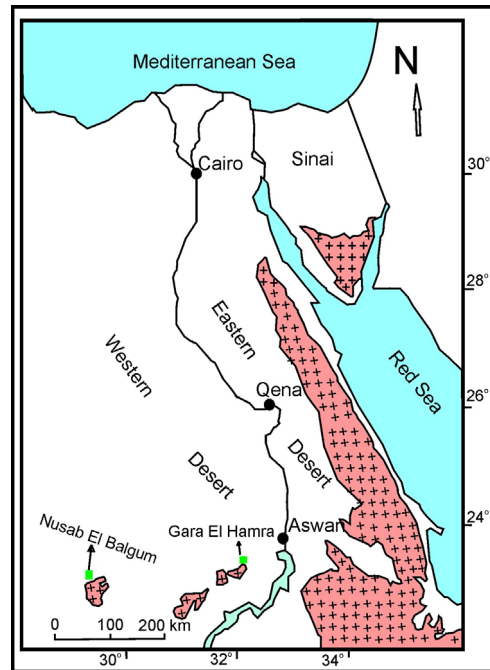 Mediterranean Sea
N
Cairo
Sinai
30°
28°
Eastern
Western
Red Sea
Qena
26°
Desert
Desert
Gara El Hamra
Aswan
24°
Nusab El Balgum
0 100 200 km
30°
32°
34°